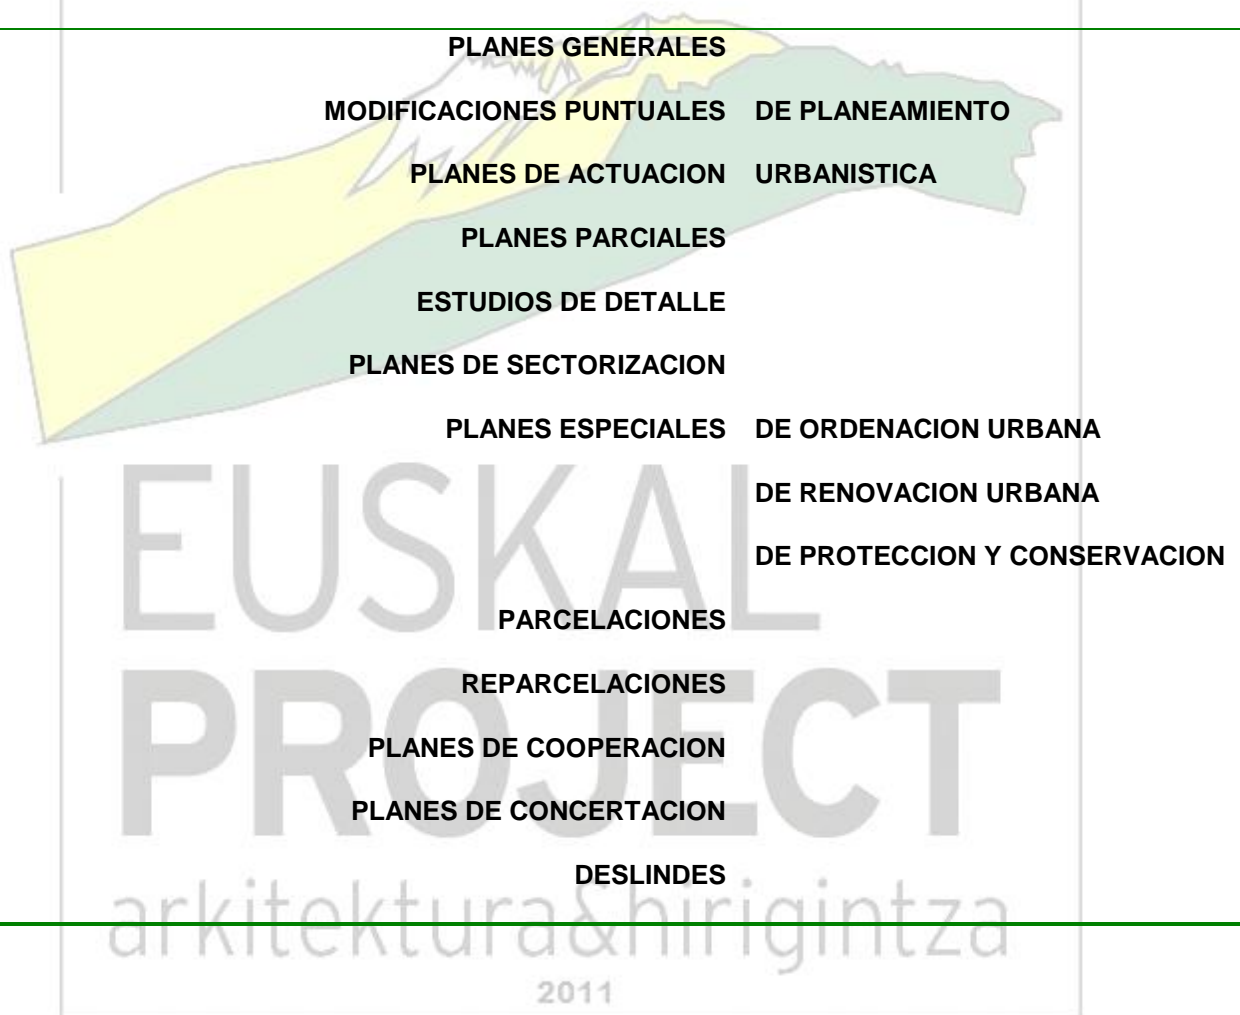 PLANES GENERALES
MODIFICACIONES PUNTUALES DE PLANEAMIENTO
PLANES DE ACTUACION URBANISTICA
PLANES PARCIALES
ESTUDIOS DE DETALLE
PLANES DE SECTORIZACION
PLANES ESPECIALES DE ORDENACION URBANA
DE RENOVACION URBANA
DE PROTECCION Y CONSERVACION
PARCELACIONES
REPARCELACIONES
PLANES DE COOPERACION
PLANES DE CONCERTACION
DESLINDES
EUSKAL
PROJECT
arkitektura&hirigintza
2011